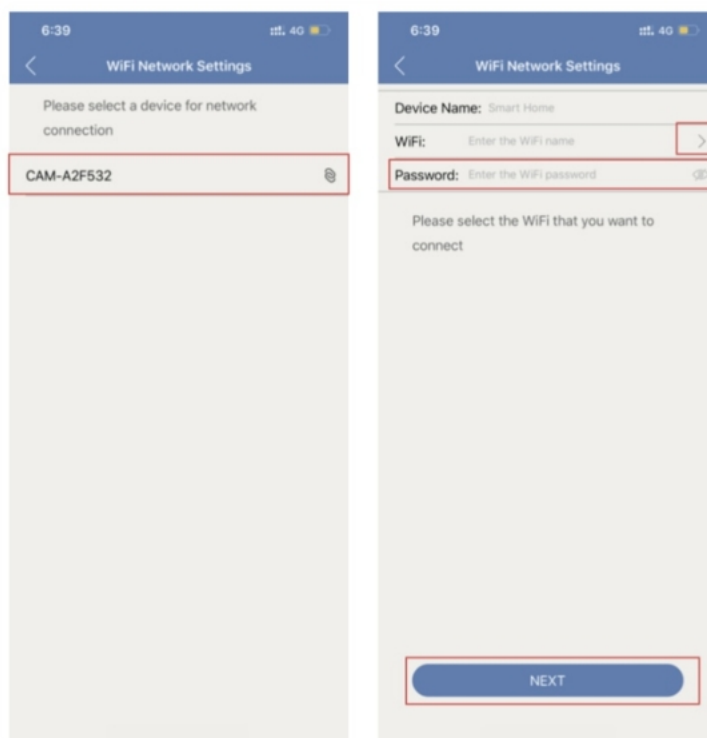 6:39
4G
WiFi Network Settings
Please select a device for network
connection
CAM-A2F532
6:39
4G
WiFi Network Settings
Device Name: Smart Home
WiFi: Enter the WiFi name
Password: Enter the WiFi password
Please select the WiFi that you want to
connect
NEXT